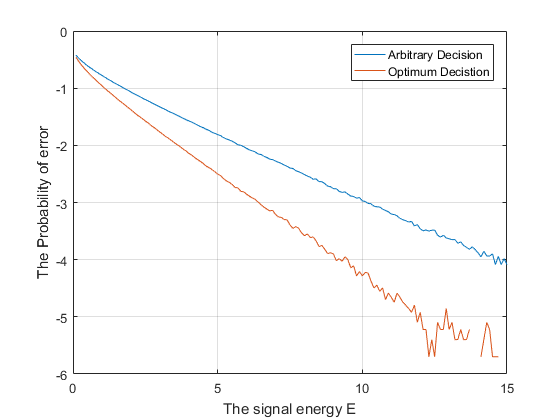 0
-1
-2
-3
-4
-5
-6
The Probability of error
Arbitrary Decision
Optimum Decistion
0
5
10
15
The signal energy E